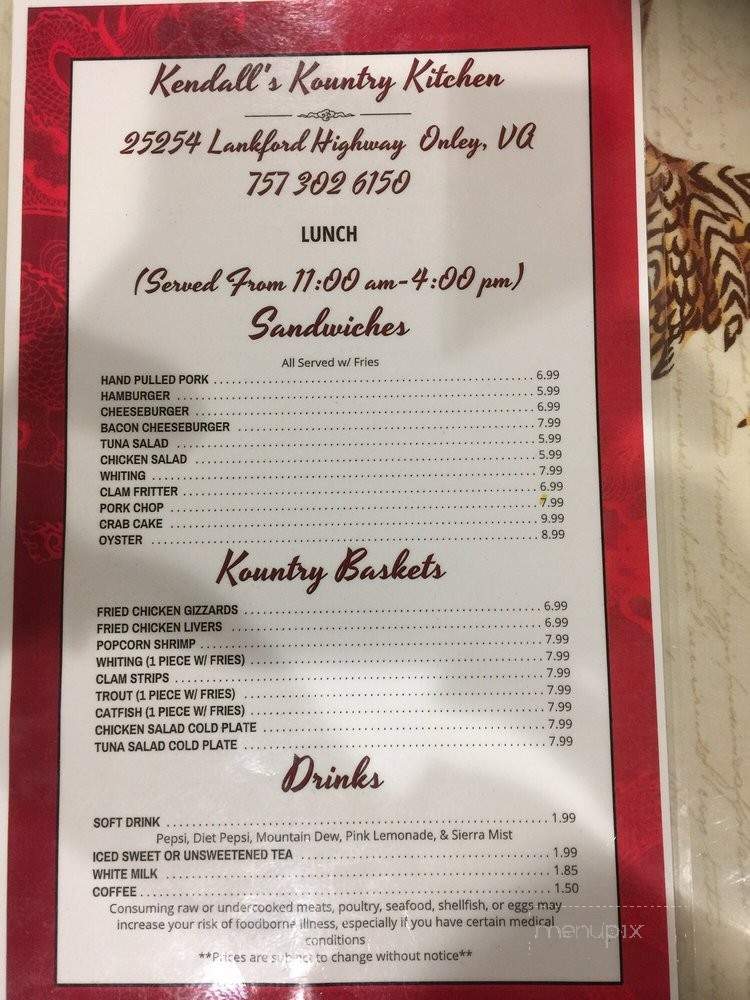 Kendall's Kountry Kitchen
25254 Lankford Highway Onley, VA
757 302 6150
LUNCH
(Served From 11:00 am-4:00 pm)
Sandwiches
All Served w/ Fries
HAND PULLED PORK 6.99
HAMBURGER 5.99
CHEESEBURGER 6.99
BACON CHEESEBURGER 7.99
TUNA SALAD 5.99
CHICKEN SALAD 5.99
WHITING 7.99
CLAM FRITTER 6.99
PORK CHOP 7.99
CRAB CAKE 9.99
OYSTER 8.99
Kountry Baskets
FRIED CHICKEN GIZZARDS 6.99
FRIED CHICKEN LIVERS 6.99
POPCORN SHRIMP 7.99
WHITING (1 PIECE W/ FRIES) 7.99
CLAM STRIPS 7.99
TROUT (1 PIECE W/ FRIES) 7.99
CATFISH (1 PIECE W/ FRIES) 7.99
CHICKEN SALAD COLD PLATE 7.99
TUNA SALAD COLD PLATE 7.99
Drinks
SOFT DRINK 1.99
Pepsi, Diet Pepsi, Mountain Dew, Pink Lemonade, & Sierra Mist
ICED SWEET OR UNSWEETENED TEA 1.99
WHITE MILK 1.85
COFFEE 1.50
Consuming raw or undercooked meats, poultry, seafood, shellfish, or eggs may
increase your risk of foodborne illness, especially if you have certain medical
conditions
**Prices are subject to change without notice**
menupix